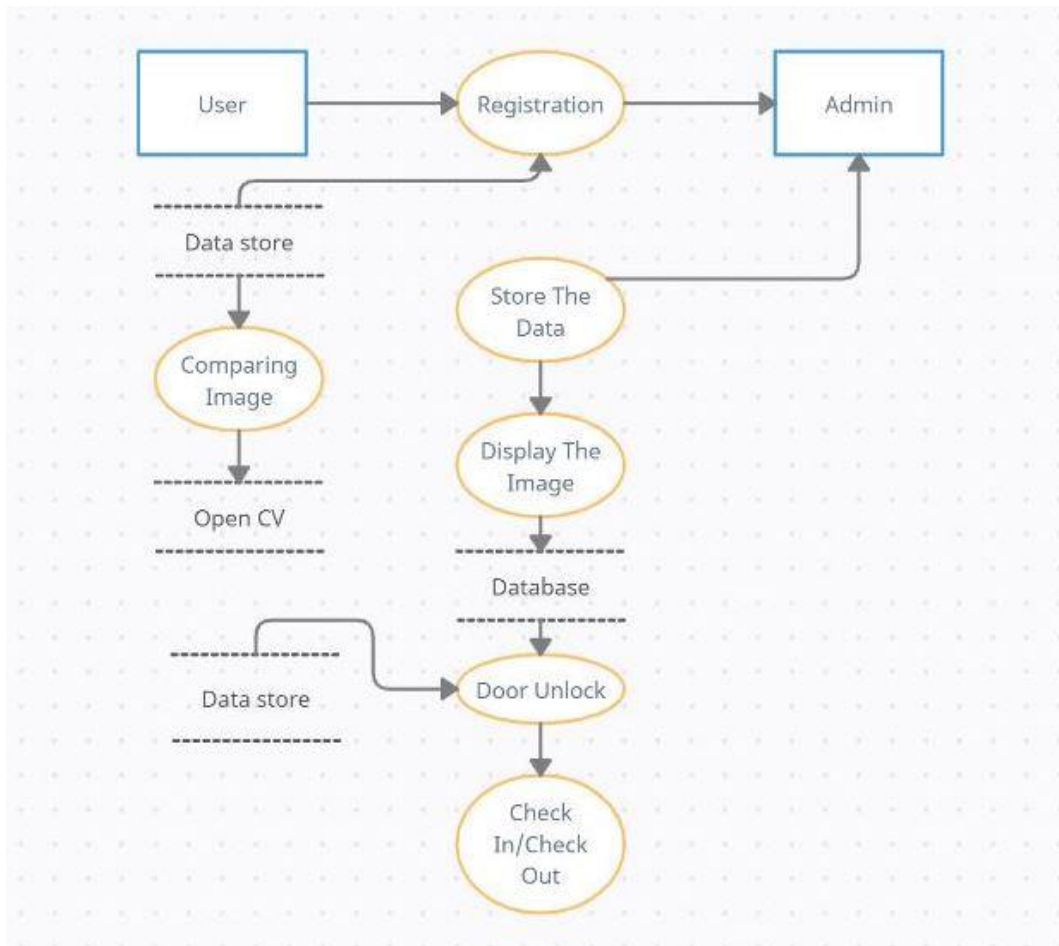 User
Registration
Admin
Data store
Store The
Data
Comparing
Image
Display The
Image
Open CV
Database
Data store
Door Unlock
Check
In/Check
Out